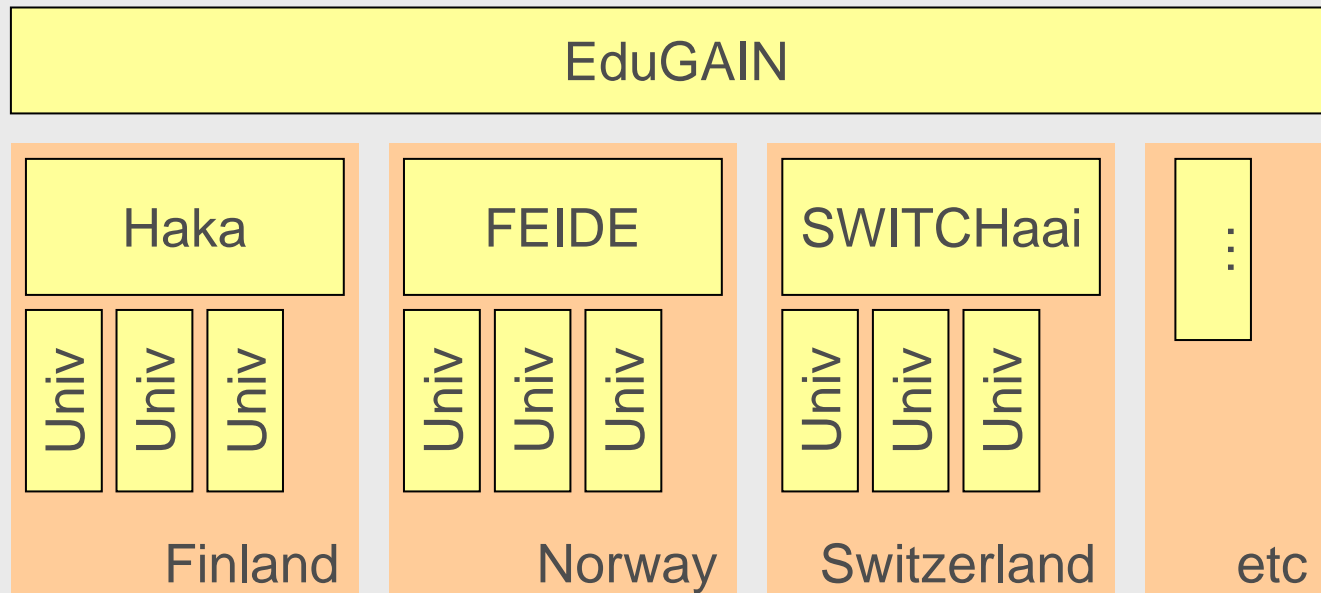 EduGAIN
Haka
FEIDE
SWITCHaai
...
Univ
Univ
Univ
Univ
Univ
Univ
Univ
Univ
Univ
Finland
Norway
Switzerland
etc